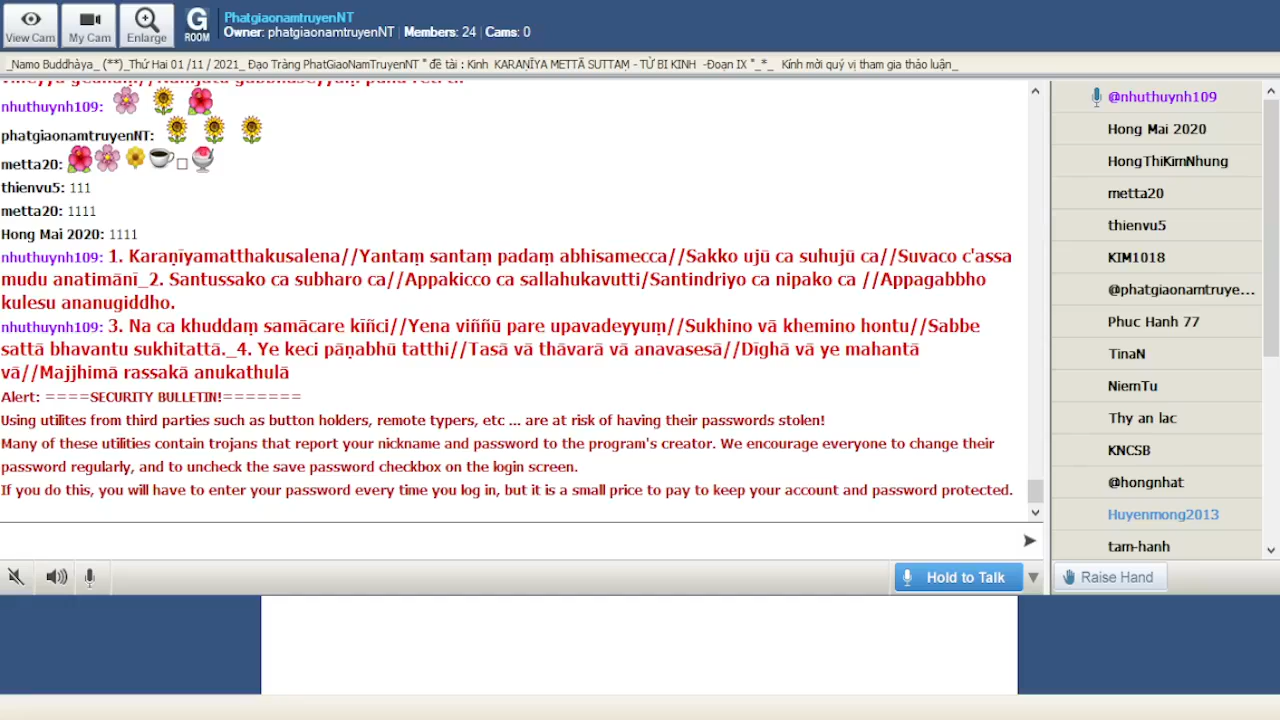 View Cam
My Cam
Enlarge
G
ROOM
PhatgiaonamtruyenNT
Owner: phatgiaonamtruyenNT | Members: 24 | Cams: 0
_Namo Buddhàya_ (**)_Thứ Hai 01 /11 / 2021_ Đạo Tràng PhatGiaoNamTruyenNT " đề tài : Kinh KARAṆĪYA METTĀ SUTTAṂ - TỪ BI KINH -Đoạn IX "_*_ Kính mời quý vị tham gia thảo luận_
nhuthuynh109:
phatgiaonamtruyenNT:
metta20:
thienvu5: 111
metta20: 1111
Hong Mai 2020: 1111
nhuthuynh109: 1. Karaṇīyamatthakusalena//Yantaṃ santaṃ padaṃ abhisamecca//Sakko ujū ca suhujū ca//Suvaco c'assa
mudu anatimāni_2. Santussako ca subharo ca//Appakicco ca sallahukavutti/Santindriyo ca nipako ca //Appagabbho
kulesu ananugiddho.
nhuthuynh109: 3. Na ca khuddaṃ samācare kiñci//Yena viññū pare upavadeyyuṃ//Sukhino vā khemino hontu//Sabbe
sattā bhavantu sukhitattā._4. Ye keci pāṇabhū tatthi//Tasā vā thāvarā vā anavasesā//Dīghā vā ye mahantā
vā//Majjhimā rassakā anukathulā
Alert: ====SECURITY BULLETIN!=======
Using utilites from third parties such as button holders, remote typers, etc ... are at risk of having their passwords stolen!
Many of these utilities contain trojans that report your nickname and password to the program's creator. We encourage everyone to change their
password regularly, and to uncheck the save password checkbox on the login screen.
If you do this, you will have to enter your password every time you log in, but it is a small price to pay to keep your account and password protected.
Hold to Talk
@nhuthuynh109
Hong Mai 2020
HongThiKimNhung
metta20
thienvu5
KIM1018
@phatgiaonamtruye...
Phuc Hanh 77
TinaN
NiemTu
Thy an lac
KNCSB
@hongnhat
Huyenmong2013
tam-hanh
Raise Hand